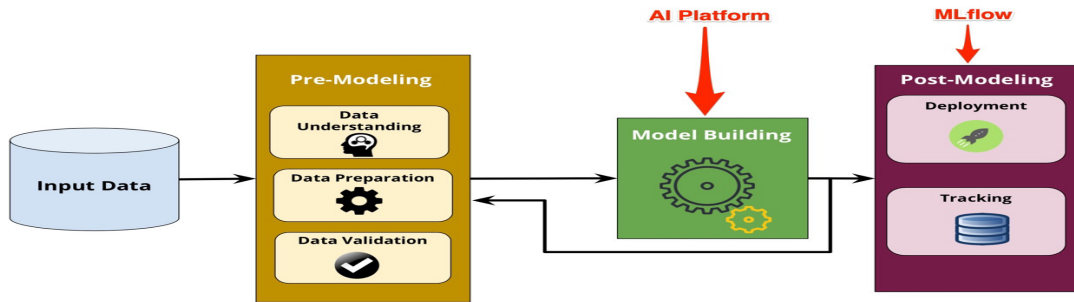 AI Platform
MLflow
Pre-Modeling
Post-Modeling
Data
Understanding
Deployment
Model Building
Input Data
Data Preparation
Tracking
Data Validation